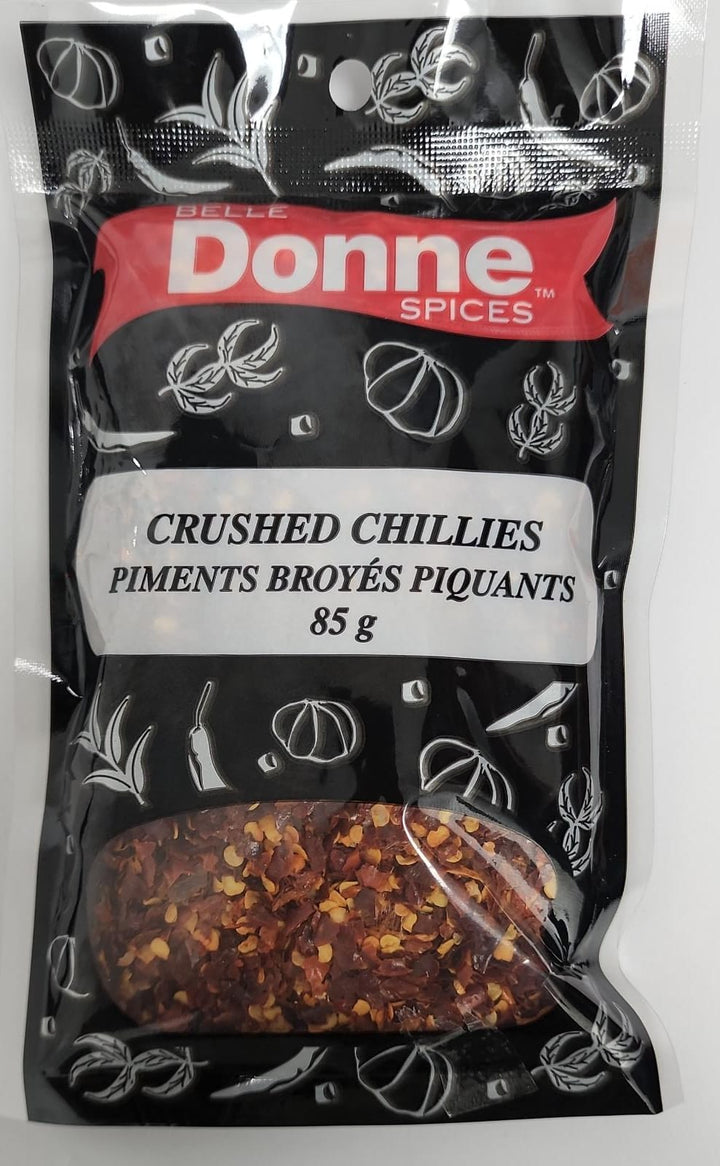 BELLE
Donne
SPICES™
CRUSHED CHILLIES
PIMENTS BROYÉS PIQUANTS
85 g